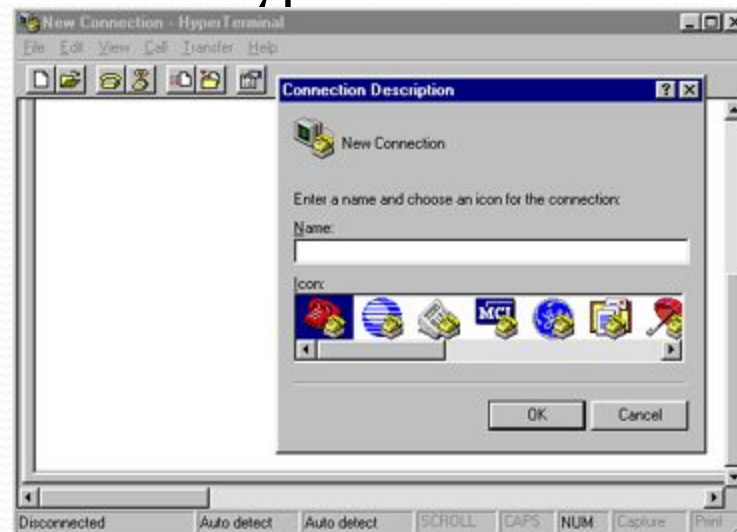 New Connection - HyperTerminal
File Edit View Call Transfer Help
Connection Description
New Connection
Enter a name and choose an icon for the connection:
Name:
Icon:
MCI
OK Cancel
Disconnected Auto detect Auto detect SCROLL CAPS NUM Capture Print